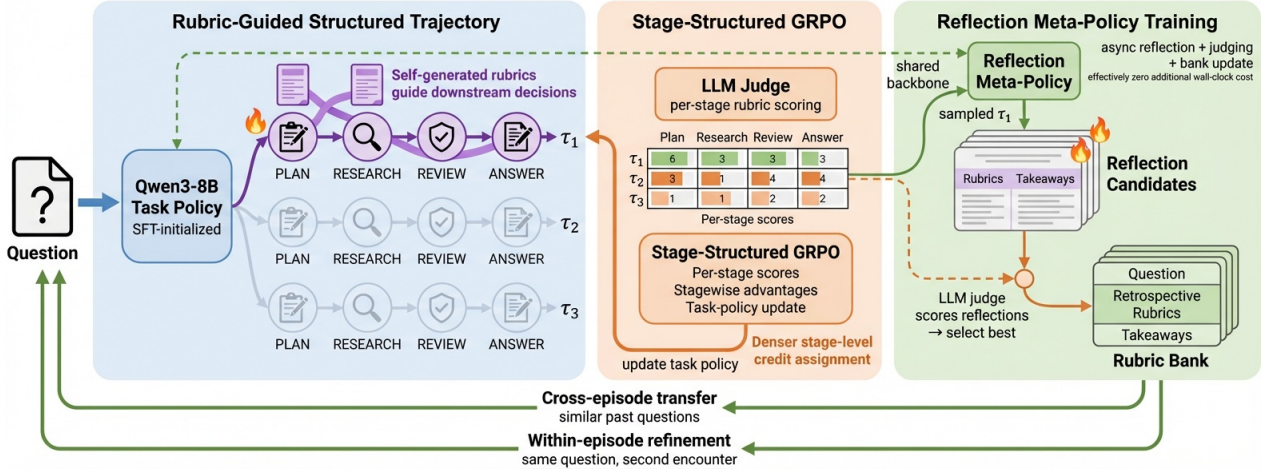 Rubric-Guided Structured Trajectory
Stage-Structured GRPO
Reflection Meta-Policy Training
Question
Qwen3-8B
Task Policy
SFT-initialized
Self-generated rubrics
guide downstream decisions
PLAN
RESEARCH
REVIEW
ANSWER
τ₁
PLAN
RESEARCH
REVIEW
ANSWER
τ₂
PLAN
RESEARCH
REVIEW
ANSWER
τ₃
LLM Judge
per-stage rubric scoring
Plan Research Review Answer
τ₁ 6 3 3 3
τ₂ 3 1 4 4
τ₃ 1 1 2 2
Per-stage scores
Stage-Structured GRPO
Per-stage scores
Stagewise advantages
Task-policy update
Denser stage-level
credit assignment
update task policy
shared
backbone
Reflection
Meta-Policy
async reflection + judging
+ bank update
effectively zero additional wall-clock cost
sampled τ₁
Rubrics Takeaways
Reflection
Candidates
LLM judge
scores reflections
→ select best
Question
Retrospective
Rubrics
Takeaways
Rubric Bank
Cross-episode transfer
similar past questions
Within-episode refinement
same question, second encounter